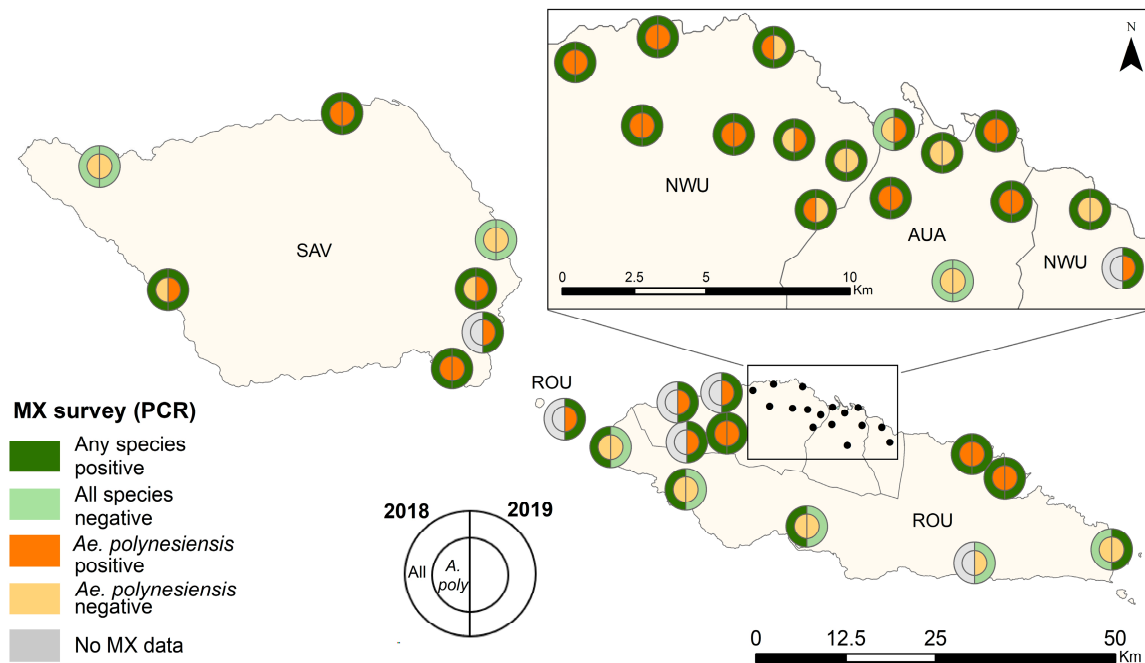 N
NWU
SAV
AUA
NWU
0 2.5 5 10
Km
ROU
MX survey (PCR)
Any species
positive
All species
negative
Ae. polynesiensis
positive
Ae. polynesiensis
negative
No MX data
2018 2019
All
A.
poly
ROU
0 12.5 25 50
Km